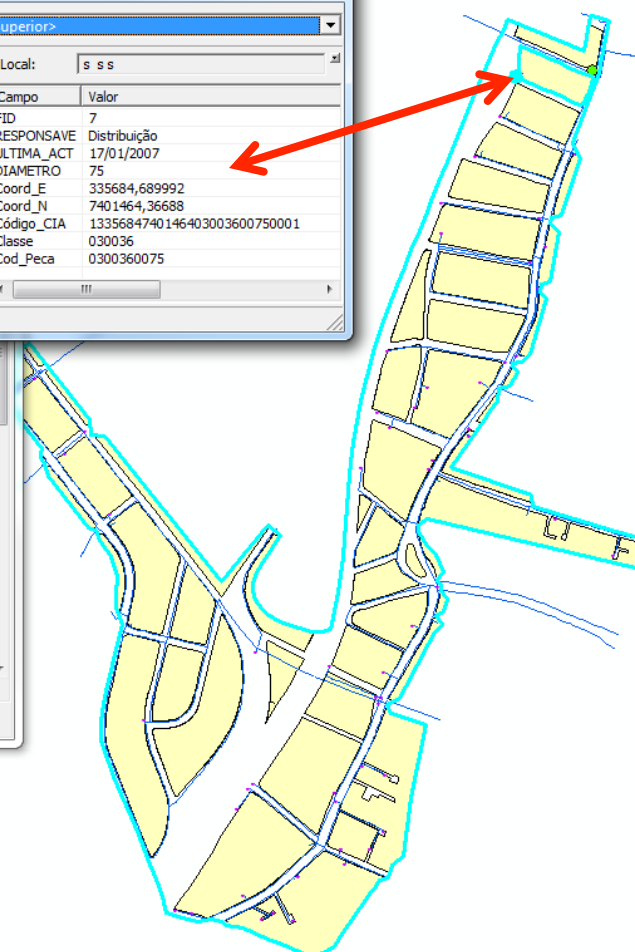 uperior>
Local: s s s
Campo Valor
FID 7
RESPONSAVE Distribuição
ULTIMA_ACT 17/01/2007
DIAMETRO 75
Coord_E 335684,689992
Coord_N 7401464,36688
Código_CIA 1335684740146403003600750001
Classe 030036
Cod_Peca 0300360075